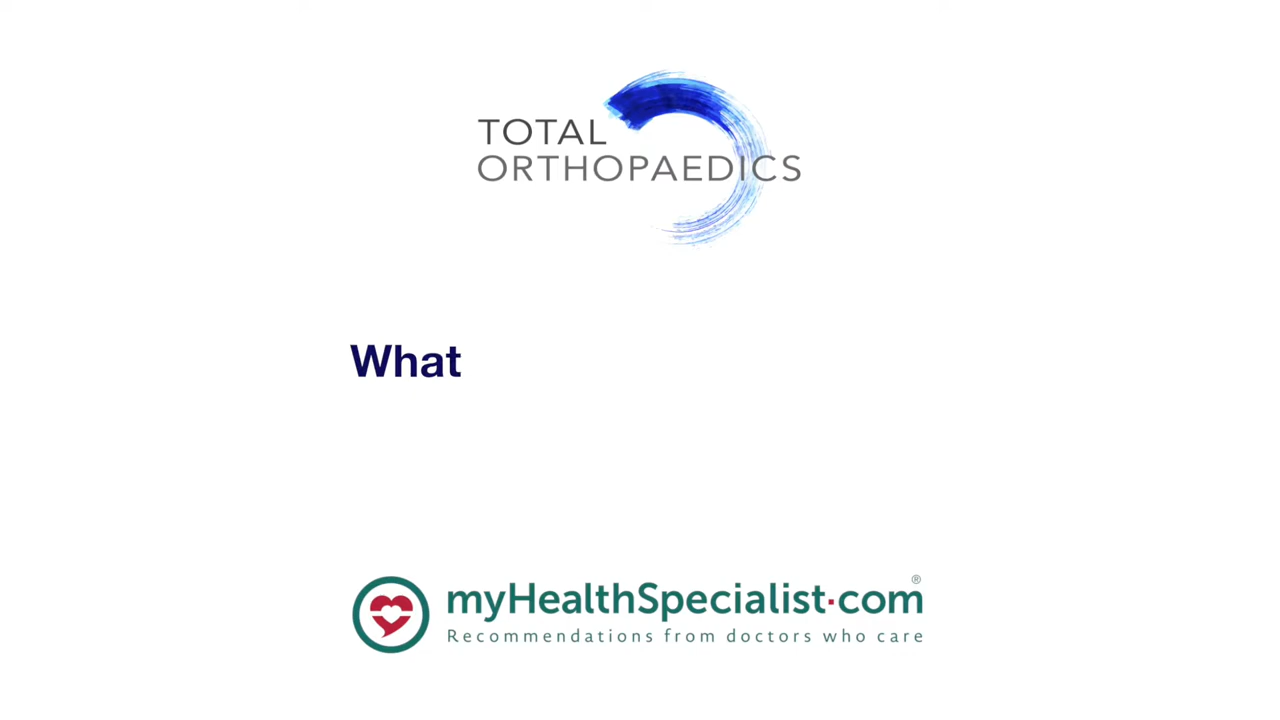 TOTAL
ORTHOPAEDICS
What
myHealthSpecialist.com®
Recommendations from doctors who care